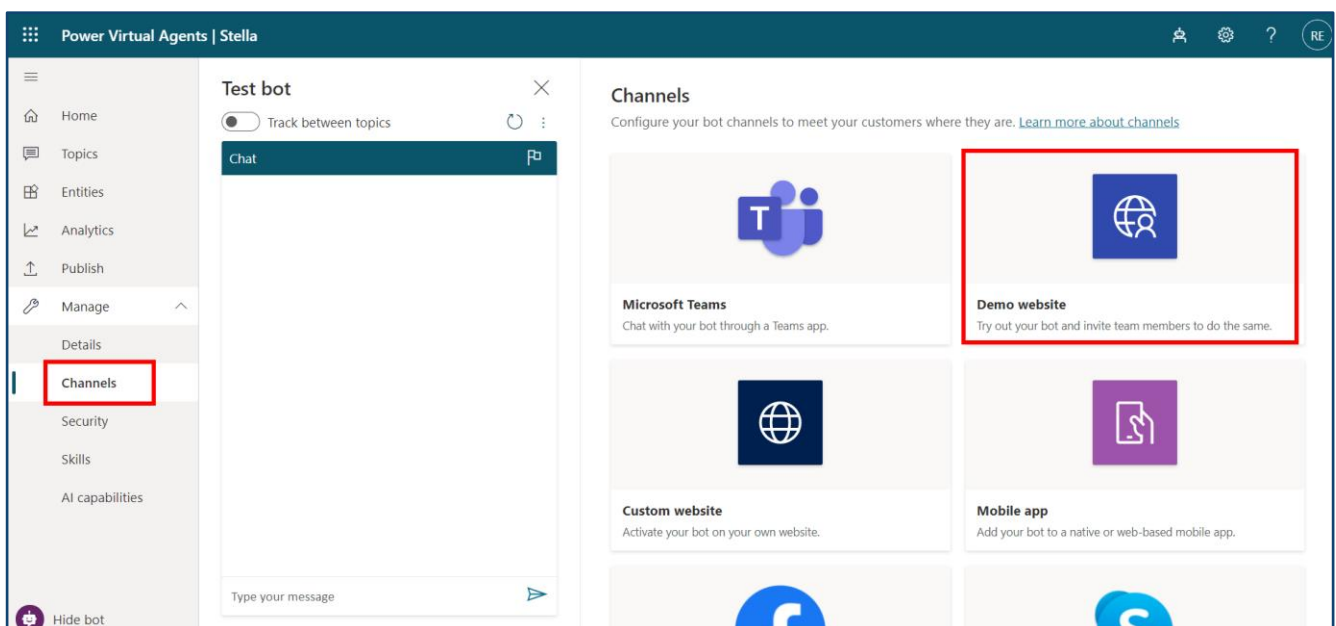 Power Virtual Agents | Stella
?
RE
Home
Topics
Entities
Analytics
Publish
Manage
Details
Channels
Security
Skills
AI capabilities
Hide bot
Test bot
Track between topics
Chat
Type your message
Channels
Configure your bot channels to meet your customers where they are. Learn more about channels
T
Microsoft Teams
Chat with your bot through a Teams app.
Demo website
Try out your bot and invite team members to do the same.
Custom website
Activate your bot on your own website.
Mobile app
Add your bot to a native or web-based mobile app.
f
S